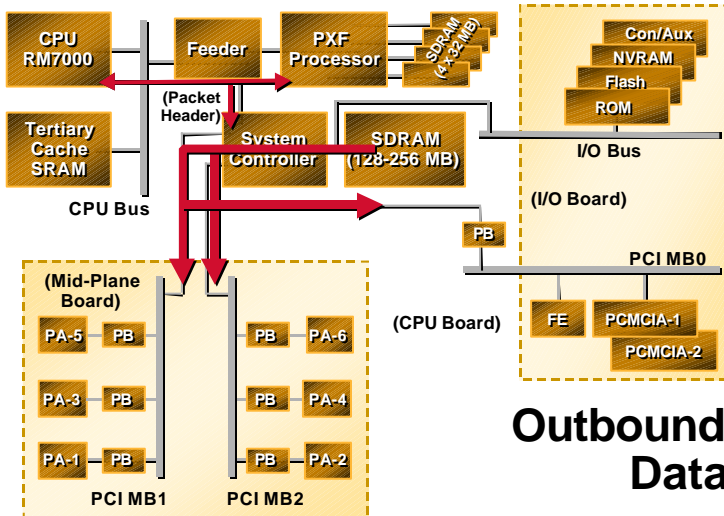 CPU
RM7000
Feeder
PXF
Processor
SDRAM
(4 x 32 MB)
Con/Aux
NVRAM
Flash
ROM
(Packet
Header)
Tertiary
Cache
SRAM
System
Controller
SDRAM
(128-256 MB)
I/O Bus
CPU Bus
(I/O Board)
PB
PCI MB0
(Mid-Plane
Board)
(CPU Board)
FE
PCMCIA-1
PCMCIA-2
PA-5
PB
PB
PA-6
PA-3
PB
PB
PA-4
PA-1
PB
PB
PA-2
PCI MB1
PCI MB2
Outbound
Data